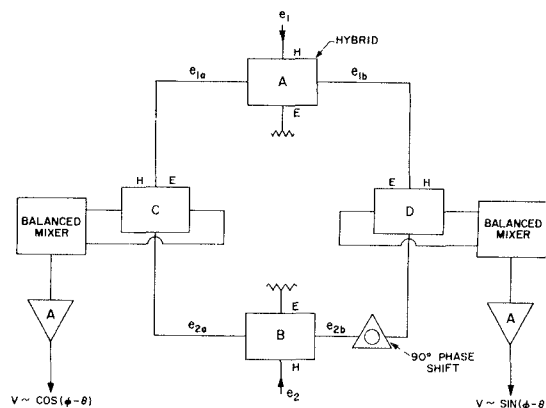 e1
H
HYBRID
e1a
A
e1b
E
H E
E H
C
D
BALANCED
MIXER
BALANCED
MIXER
E
A
e2a
B
e2b
A
H
90° PHASE
SHIFT
e2
V ~ COS(ϕ-θ)
V ~ SIN(ϕ-θ